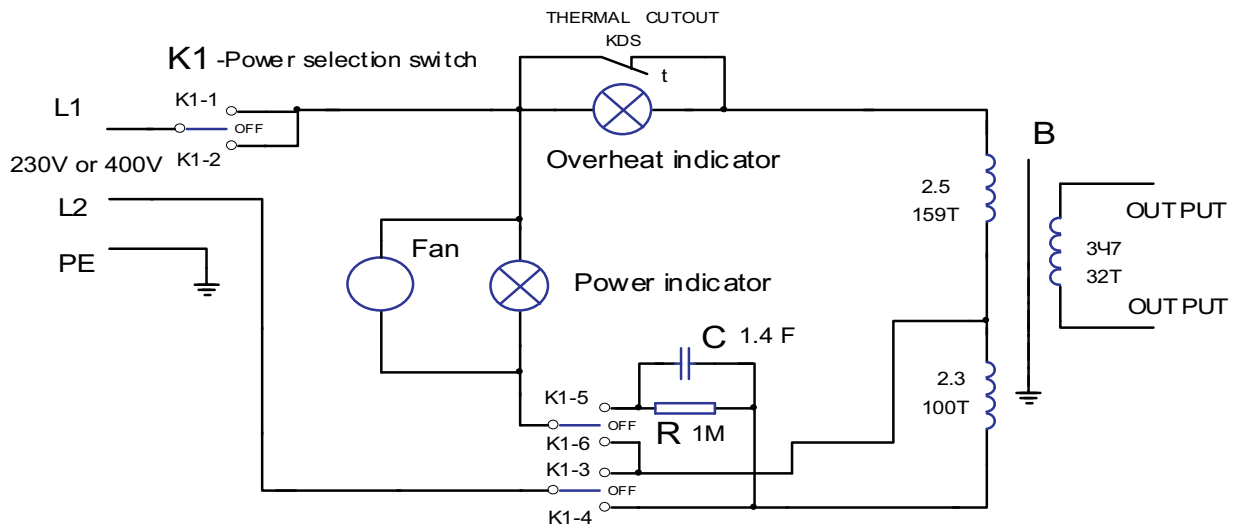 THERMAL CUTOUT
KDS
t
K1 -Power selection switch
L1
K1-1
OFF
K1-2
230V or 400V
L2
PE
Overheat indicator
B
2.5
159T
OUTPUT
3Ч7
32T
OUTPUT
Fan
Power indicator
C 1.4 F
2.3
100T
K1-5
OFF
R 1M
K1-6
K1-3
OFF
K1-4